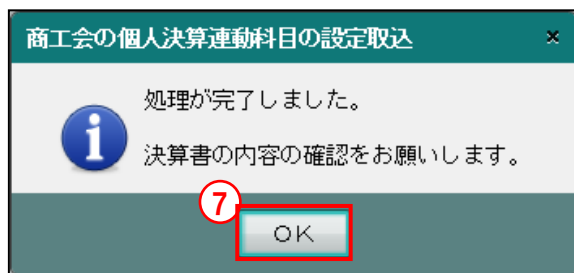 商工会の個人決算連動科目の設定取込 ×
処理が完了しました。
決算書の内容の確認をお願いします。
⑦
OK